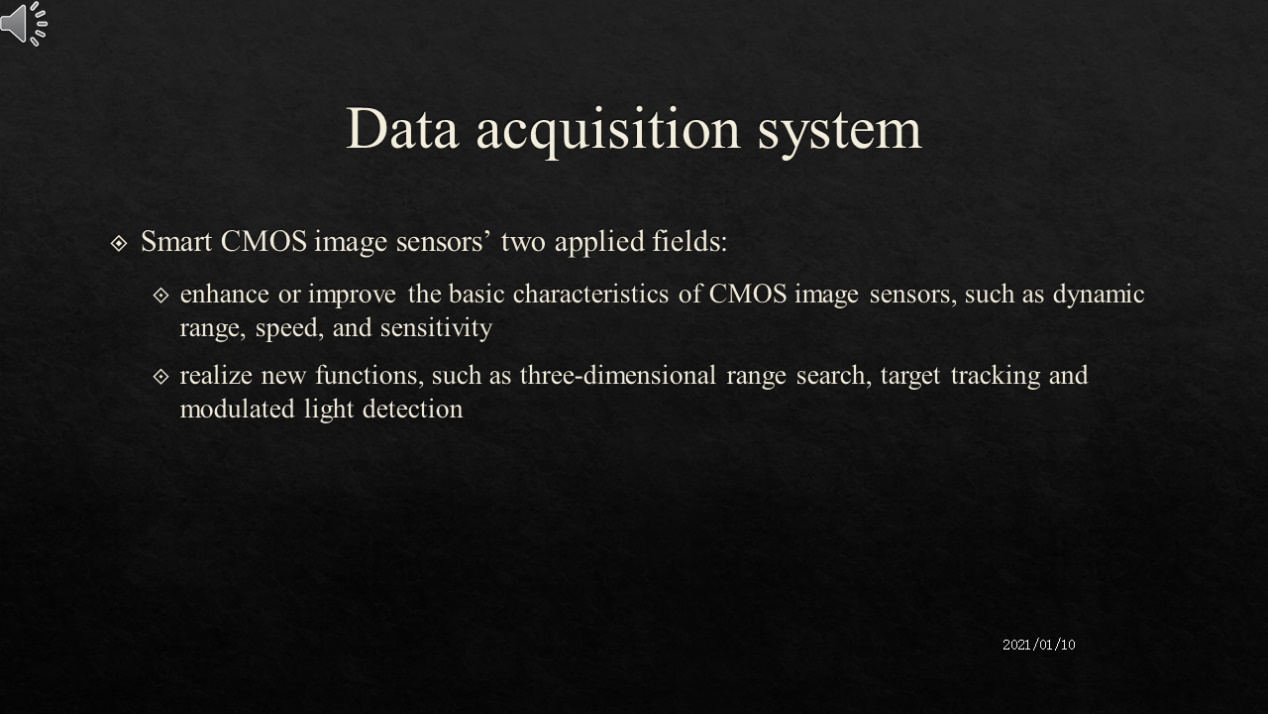 Data acquisition system
Smart CMOS image sensors’ two applied fields:
enhance or improve the basic characteristics of CMOS image sensors, such as dynamic
range, speed, and sensitivity
realize new functions, such as three-dimensional range search, target tracking and
modulated light detection
2021/01/10